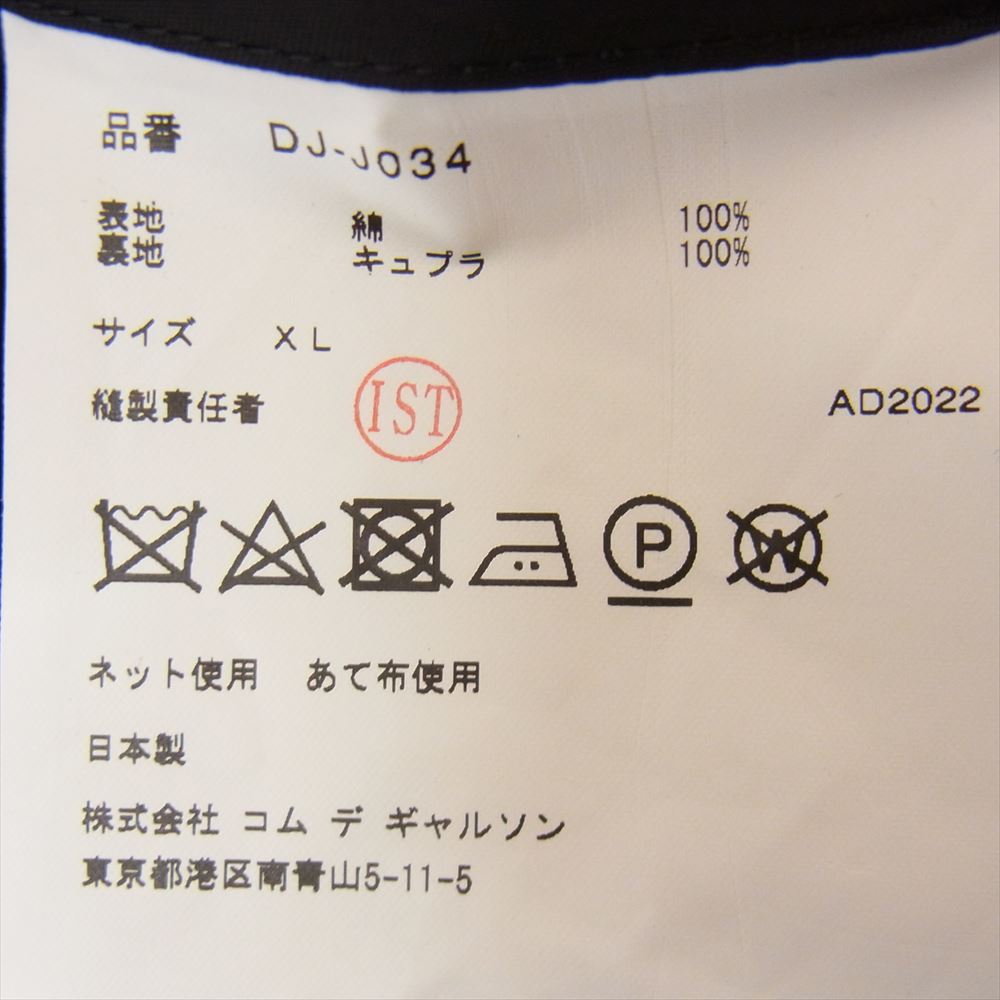 品番 DJ-J034
表地 綿 100%
裏地 キュプラ 100%
サイズ XL
縫製責任者 IST AD2022
P W
ネット使用 あて布使用
日本製
株式会社 コム デ ギャルソン
東京都港区南青山5-11-5